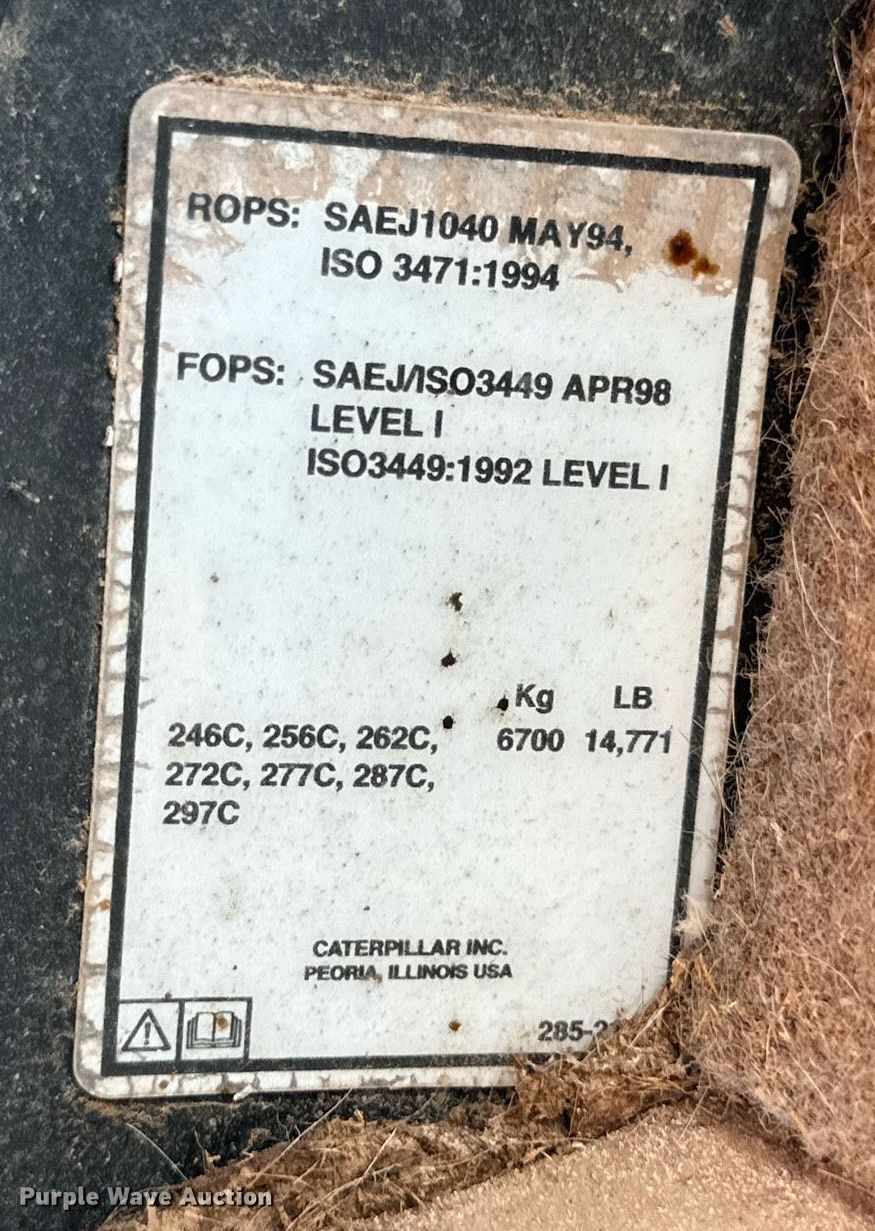 ROPS: SAEJ1040 MAY94,
ISO 3471:1994
FOPS: SAEJ/ISO3449 APR98
LEVEL I
ISO3449:1992 LEVEL I
Kg LB
246C, 256C, 262C, 6700 14,771
272C, 277C, 287C,
297C
CATERPILLAR INC.
PEORIA, ILLINOIS USA
Purple Wave Auction